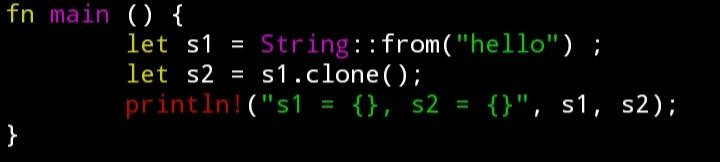 fn main () {
        let s1 = String::from("hello") ;
        let s2 = s1.clone();
        println!("s1 = {}, s2 = {}", s1, s2);
}